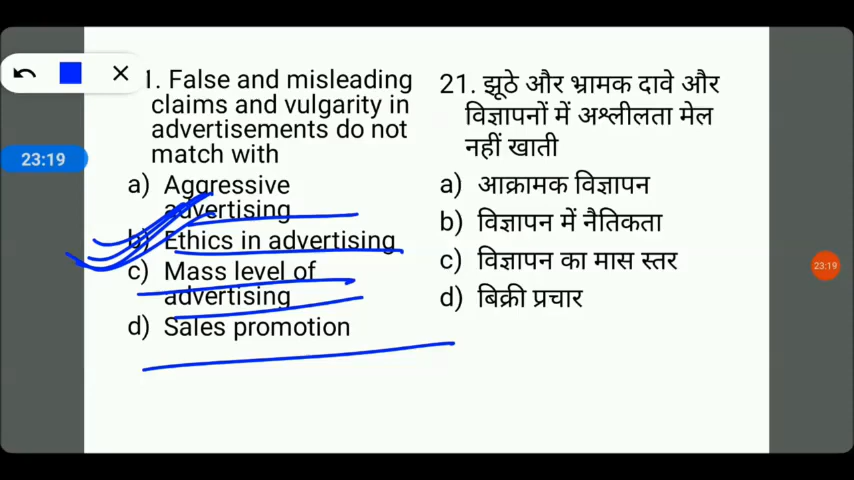 1. False and misleading
claims and vulgarity in
advertisements do not
match with
a) Aggressive
advertising
b) Ethics in advertising
c) Mass level of
advertising
d) Sales promotion
21. झूठे और भ्रामक दावे और
विज्ञापनों में अश्लीलता मेल
नहीं खाती
a) आक्रामक विज्ञापन
b) विज्ञापन में नैतिकता
c) विज्ञापन का मास स्तर
d) बिक्री प्रचार
23:19
23:19